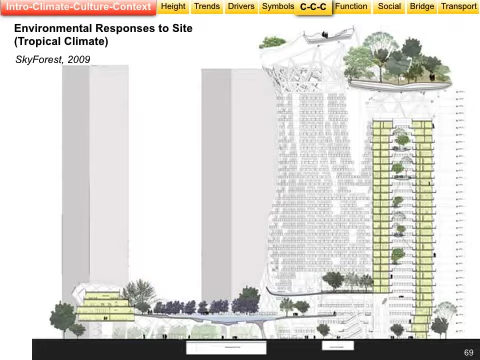 Intro-Climate-Culture-Context Height Trends Drivers Symbols C-C-C Function Social Bridge Transport
Environmental Responses to Site
(Tropical Climate)
SkyForest, 2009
69